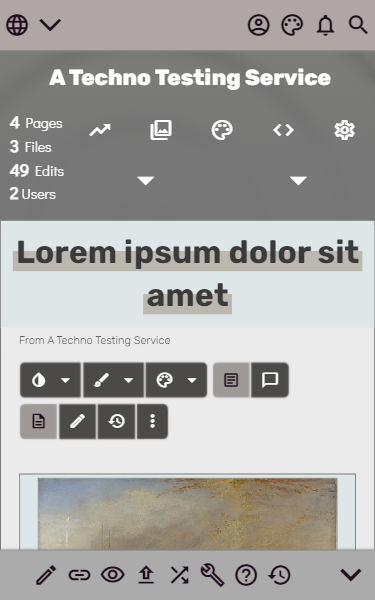 A Techno Testing Service
4 Pages
3 Files
49 Edits
2 Users
Lorem ipsum dolor sit
amet
From A Techno Testing Service